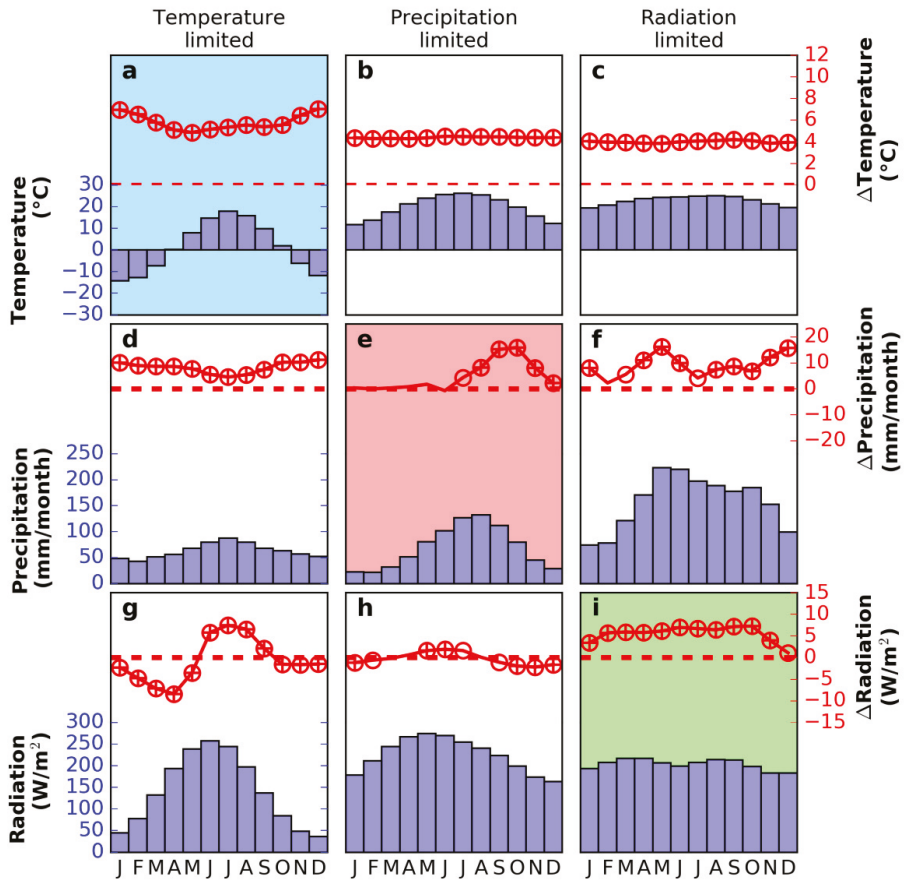 Temperature
limited
Precipitation
limited
Radiation
limited
a
b
c
12
10
8
6
4
2
0
ΔTemperature
(°C)
30
20
10
0
−10
−20
−30
Temperature
(°C)
d
e
f
20
10
0
−10
−20
ΔPrecipitation
(mm/month)
250
200
150
100
50
0
Precipitation
(mm/month)
g
h
i
15
10
5
0
−5
−10
−15
ΔRadiation
(W/m²)
300
250
200
150
100
50
0
Radiation
(W/m²)
J F M A M J J A S O N D
J F M A M J J A S O N D
J F M A M J J A S O N D